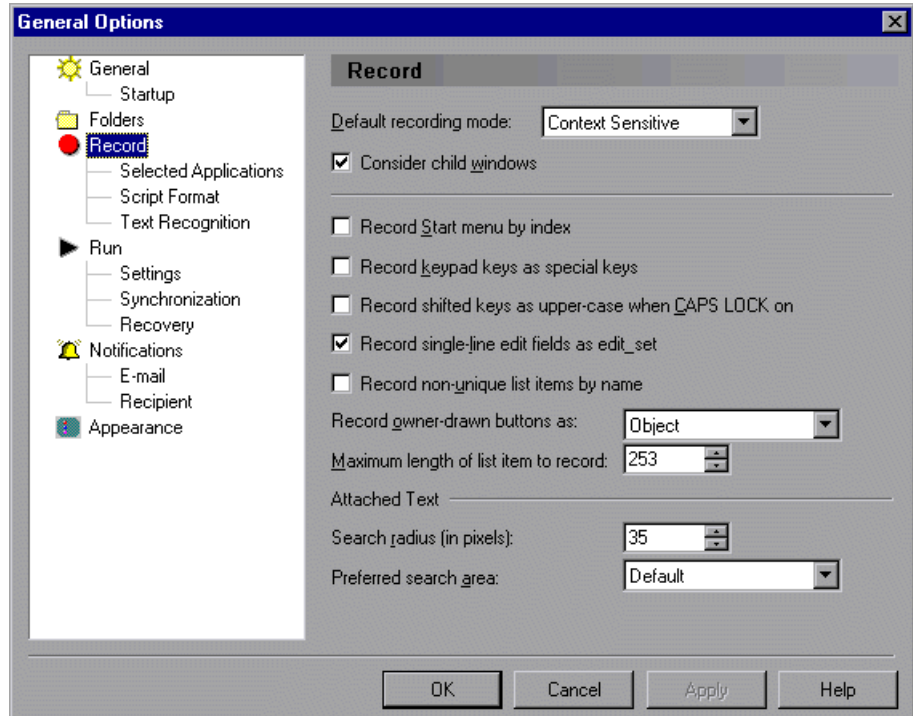 General Options
General
Startup
Folders
Record
Selected Applications
Script Format
Text Recognition
Run
Settings
Synchronization
Recovery
Notifications
E-mail
Recipient
Appearance
Record
Default recording mode: Context Sensitive
Consider child windows
Record Start menu by index
Record keypad keys as special keys
Record shifted keys as upper-case when CAPS LOCK on
Record single-line edit fields as edit_set
Record non-unique list items by name
Record owner-drawn buttons as: Object
Maximum length of list item to record: 253
Attached Text
Search radius (in pixels): 35
Preferred search area: Default
OK Cancel Apply Help